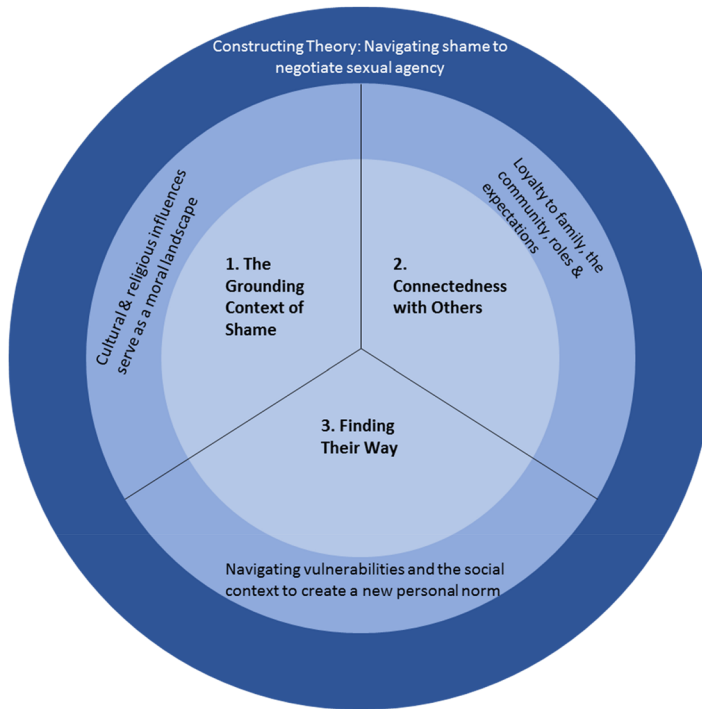 Constructing Theory: Navigating shame to
negotiate sexual agency
Cultural & religious influences
serve as a moral landscape
1. The
Grounding
Context of
Shame
2.
Connectedness
with Others
Loyalty to family, the
community, roles &
expectations
3. Finding
Their Way
Navigating vulnerabilities and the social
context to create a new personal norm